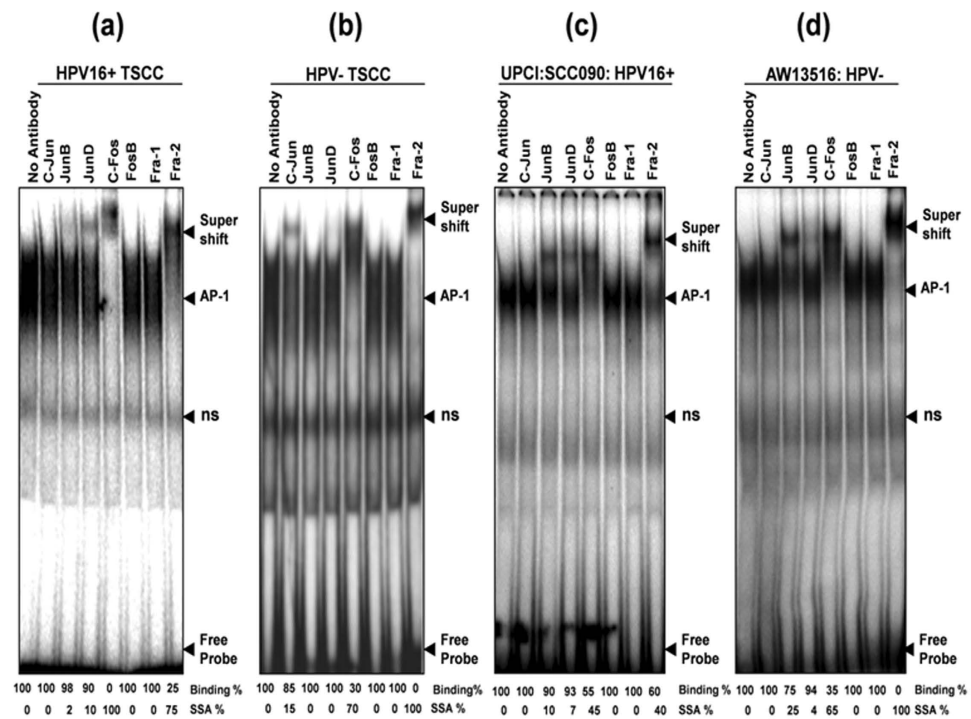 (a) (b) (c) (d)
HPV16+ TSCC HPV- TSCC UPCI:SCC090: HPV16+ AW13516: HPV-
No Antibody C-Jun JunB JunD C-Fos FosB Fra-1 Fra-2
No Antibody C-Jun JunB JunD C-Fos FosB Fra-1 Fra-2
No Antibody C-Jun JunB JunD C-Fos FosB Fra-1 Fra-2
No Antibody C-Jun JunB JunD C-Fos FosB Fra-1 Fra-2
Super shift
AP-1
ns
Free Probe
Super shift
AP-1
ns
Free Probe
Super shift
AP-1
ns
Free Probe
Super shift
AP-1
ns
Free Probe
100 100 98 90 0 100 100 25 Binding % 100 85 100 100 30 100 100 0 Binding% 100 100 90 93 55 100 100 60 Binding % 100 100 75 94 35 100 100 0 Binding %
0 0 2 10 100 0 0 75 SSA % 0 15 0 0 70 0 0 100 SSA % 0 0 10 7 45 0 0 40 SSA % 0 0 25 4 65 0 0 100 SSA %